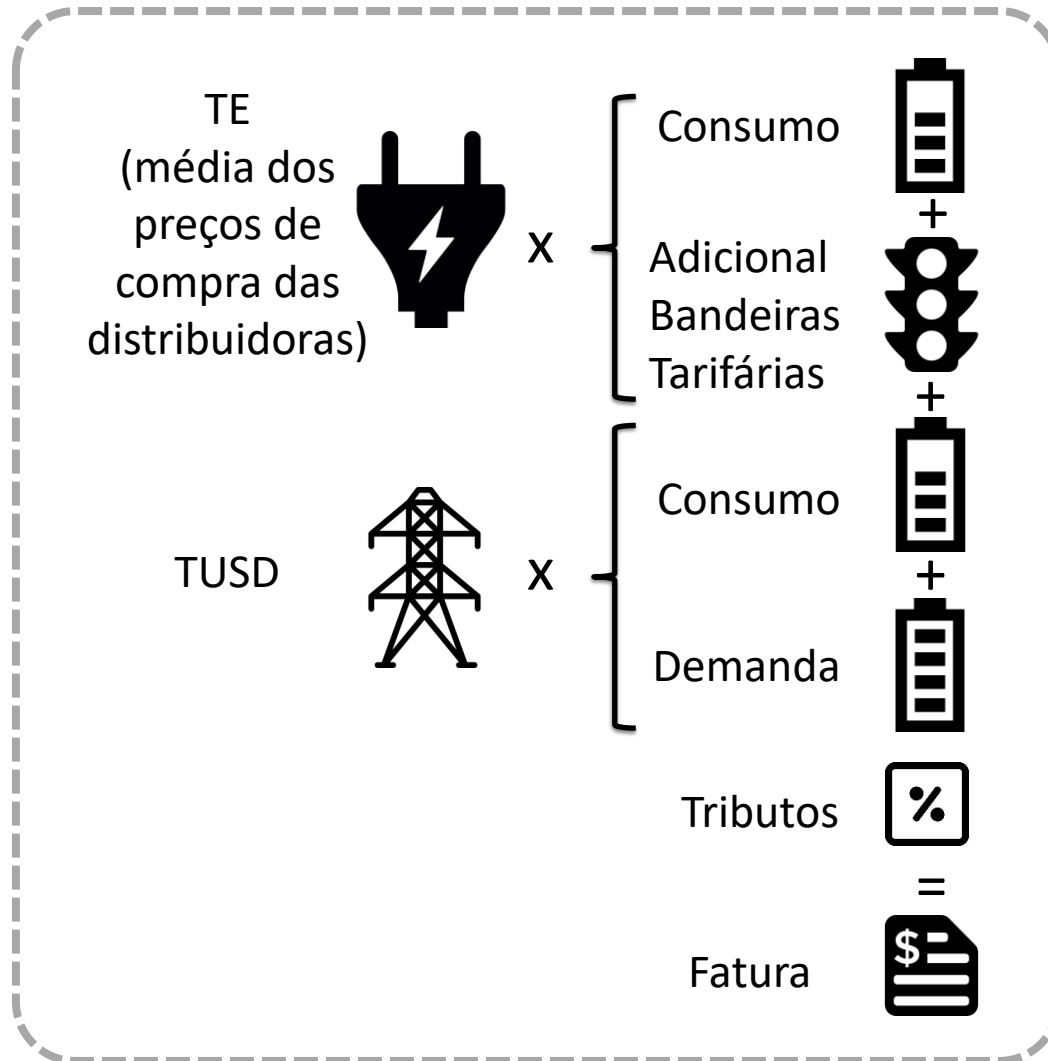 TE
(média dos
preços de
compra das
distribuidoras)
X
Consumo
+
Adicional
Bandeiras
Tarifárias
+
TUSD
X
Consumo
+
Demanda
Tributos
%
=
Fatura
$